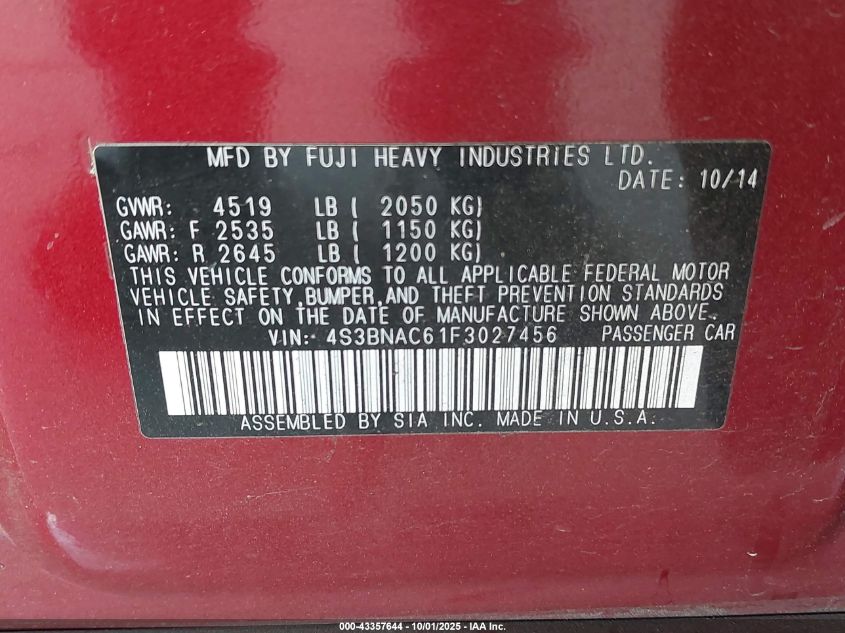 MFD BY FUJI HEAVY INDUSTRIES LTD.
DATE: 10/14
GVWR: 4519 LB ( 2050 KG)
GAWR: F 2535 LB ( 1150 KG)
GAWR: R 2645 LB ( 1200 KG)
THIS VEHICLE CONFORMS TO ALL APPLICABLE FEDERAL MOTOR
VEHICLE SAFETY,BUMPER,AND THEFT PREVENTION STANDARDS
IN EFFECT ON THE DATE OF MANUFACTURE SHOWN ABOVE.
VIN: 4S3BNAC61F3027456 PASSENGER CAR
ASSEMBLED BY SIA INC. MADE IN U.S.A.
000-43357644 - 10/01/2025 - IAA Inc.